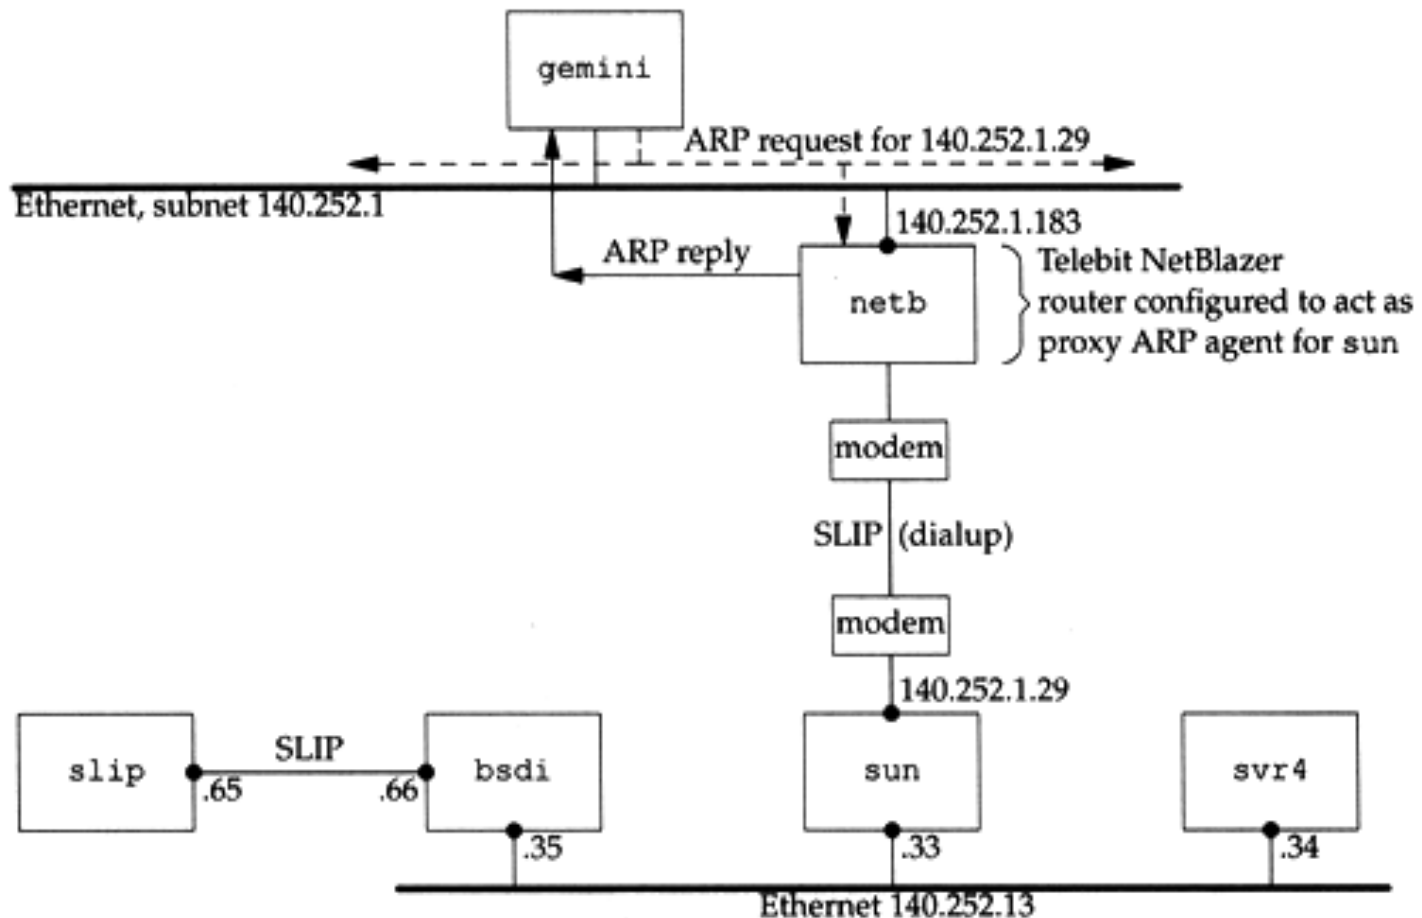 gemini
ARP request for 140.252.1.29
Ethernet, subnet 140.252.1
140.252.1.183
ARP reply
netb
Telebit NetBlazer
router configured to act as
proxy ARP agent for sun
modem
SLIP (dialup)
modem
140.252.1.29
slip
SLIP
bsdi
sun
svr4
.65
.66
.35
.33
.34
Ethernet 140.252.13